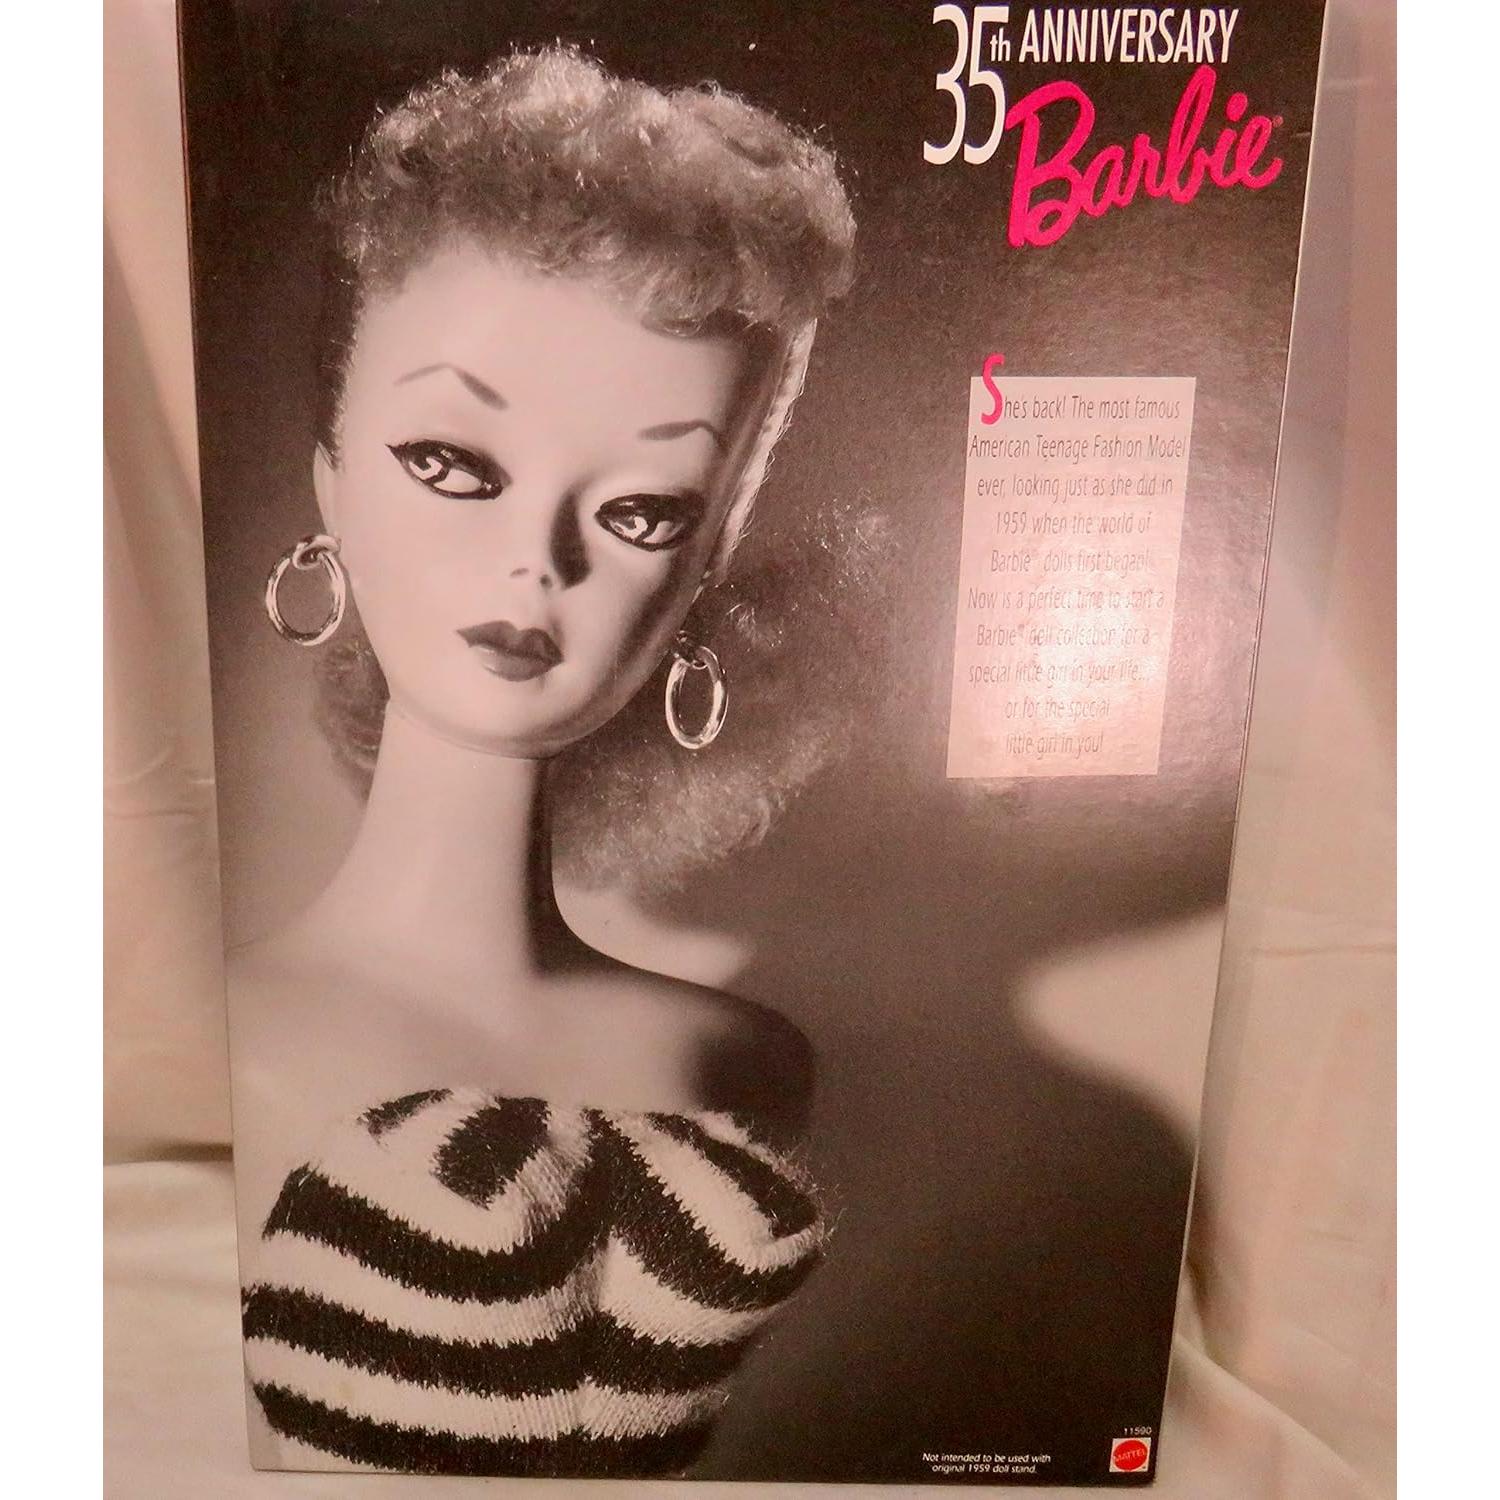 35th ANNIVERSARY
Barbie®
She's back! The most famous
American Teenage Fashion Model
ever, looking just as she did in
1959 when the world of
Barbie® dolls first began!
Now is a perfect time to start a
Barbie® doll collection for a
special little girl in your life...
or for the special
little girl in you!
11590
MATTEL
Not intended to be used with
original 1959 doll stand.